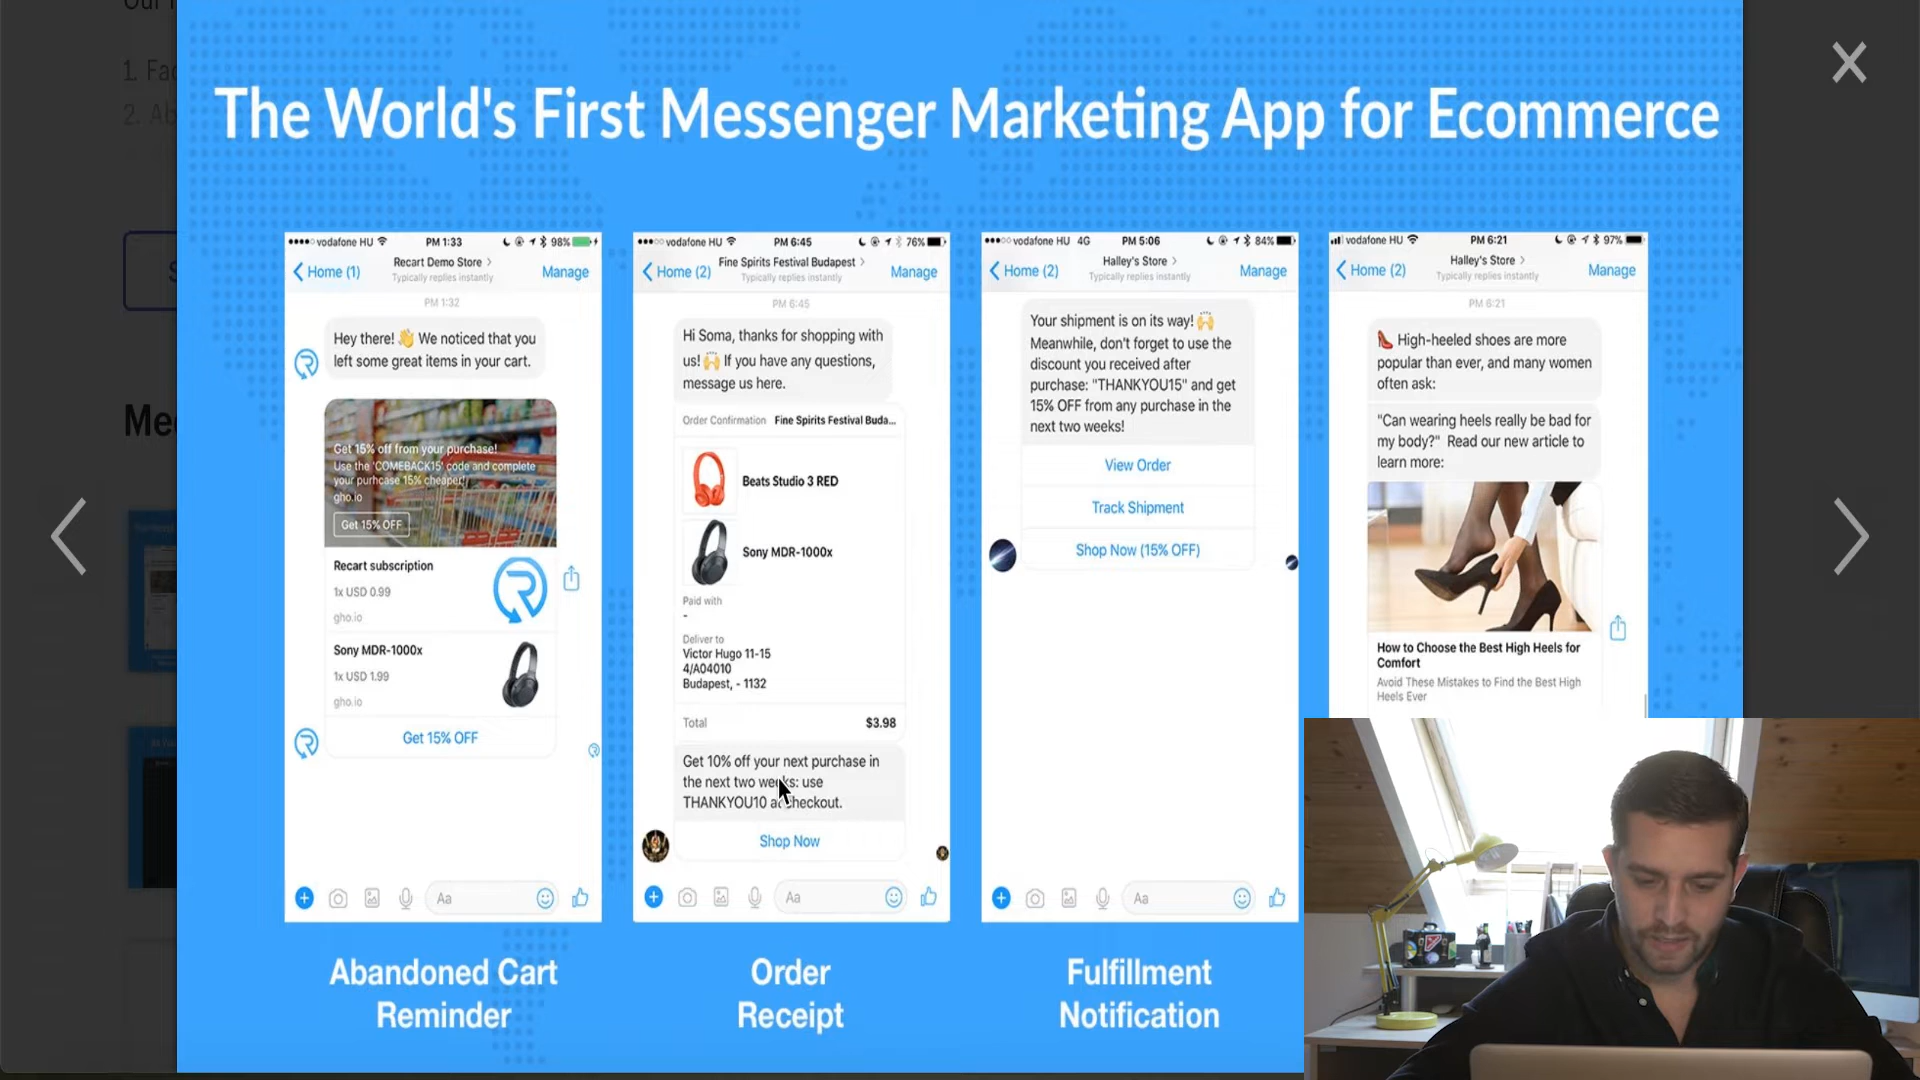 Our
1. Fac
2. Ab
Me
The World's First Messenger Marketing App for Ecommerce
vodafone HU PM 1:33 98%
Home (1) Recart Demo Store Manage
Typically replies instantly
PM 1:32
Hey there! 👋 We noticed that you
left some great items in your cart.
Get 15% off from your purchase!
Use the 'COMEBACK15' code and complete
your purhcase 15% cheaper!
gho.io
Get 15% OFF
Recart subscription
1x USD 0.99
gho.io
Sony MDR-1000x
1x USD 1.99
gho.io
Get 15% OFF
Aa
Abandoned Cart
Reminder
vodafone HU PM 6:45 76%
Home (2) Fine Spirits Festival Budapest Manage
Typically replies instantly
PM 6:45
Hi Soma, thanks for shopping with
us! 🙌 If you have any questions,
message us here.
Order Confirmation Fine Spirits Festival Buda...
Beats Studio 3 RED
Sony MDR-1000x
Paid with
-
Deliver to
Victor Hugo 11-15
4/A04010
Budapest, - 1132
Total $3.98
Get 10% off your next purchase in
the next two weeks: use
THANKYOU10 at checkout.
Shop Now
Aa
Order
Receipt
vodafone HU 4G PM 5:06 84%
Home (2) Halley's Store Manage
Typically replies instantly
Your shipment is on its way! 🙌
Meanwhile, don't forget to use the
discount you received after
purchase: "THANKYOU15" and get
15% OFF from any purchase in the
next two weeks!
View Order
Track Shipment
Shop Now (15% OFF)
Aa
Fulfillment
Notification
vodafone HU PM 6:21 97%
Home (2) Halley's Store Manage
Typically replies instantly
PM 6:21
👠 High-heeled shoes are more
popular than ever, and many women
often ask:
"Can wearing heels really be bad for
my body?" Read our new article to
learn more:
How to Choose the Best High Heels for
Comfort
Avoid These Mistakes to Find the Best High
Heels Ever